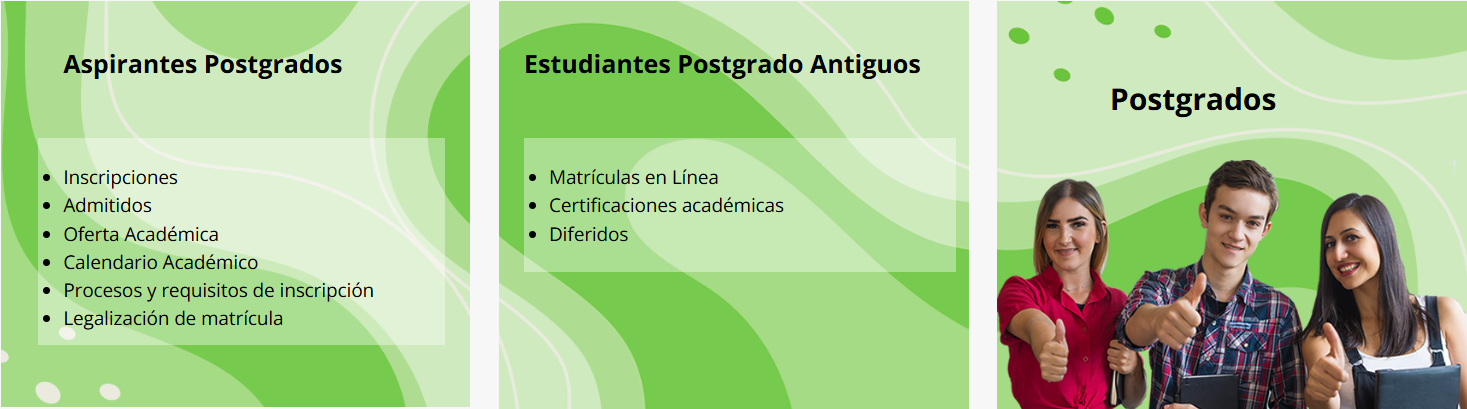 Aspirantes Postgrados
Inscripciones
Admitidos
Oferta Académica
Calendario Académico
Procesos y requisitos de inscripción
Legalización de matrícula
Estudiantes Postgrado Antiguos
Matrículas en Línea
Certificaciones académicas
Diferidos
Postgrados